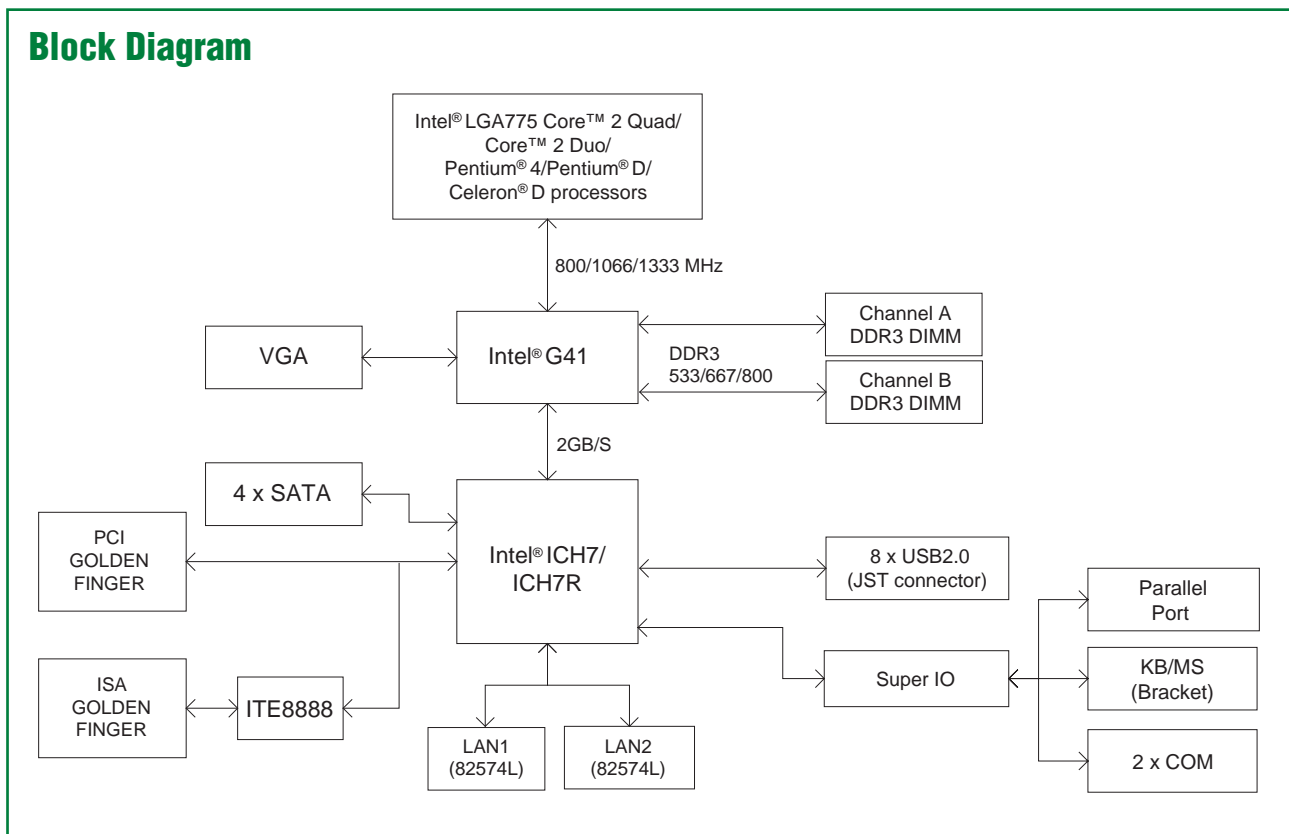 Block Diagram
Intel® LGA775 Core™ 2 Quad/
Core™ 2 Duo/
Pentium® 4/Pentium® D/
Celeron® D processors
800/1066/1333 MHz
VGA
Intel® G41
DDR3
533/667/800
Channel A
DDR3 DIMM
Channel B
DDR3 DIMM
2GB/S
4 x SATA
PCI
GOLDEN
FINGER
Intel® ICH7/
ICH7R
8 x USB2.0
(JST connector)
Parallel
Port
ISA
GOLDEN
FINGER
ITE8888
Super IO
KB/MS
(Bracket)
LAN1
(82574L)
LAN2
(82574L)
2 x COM